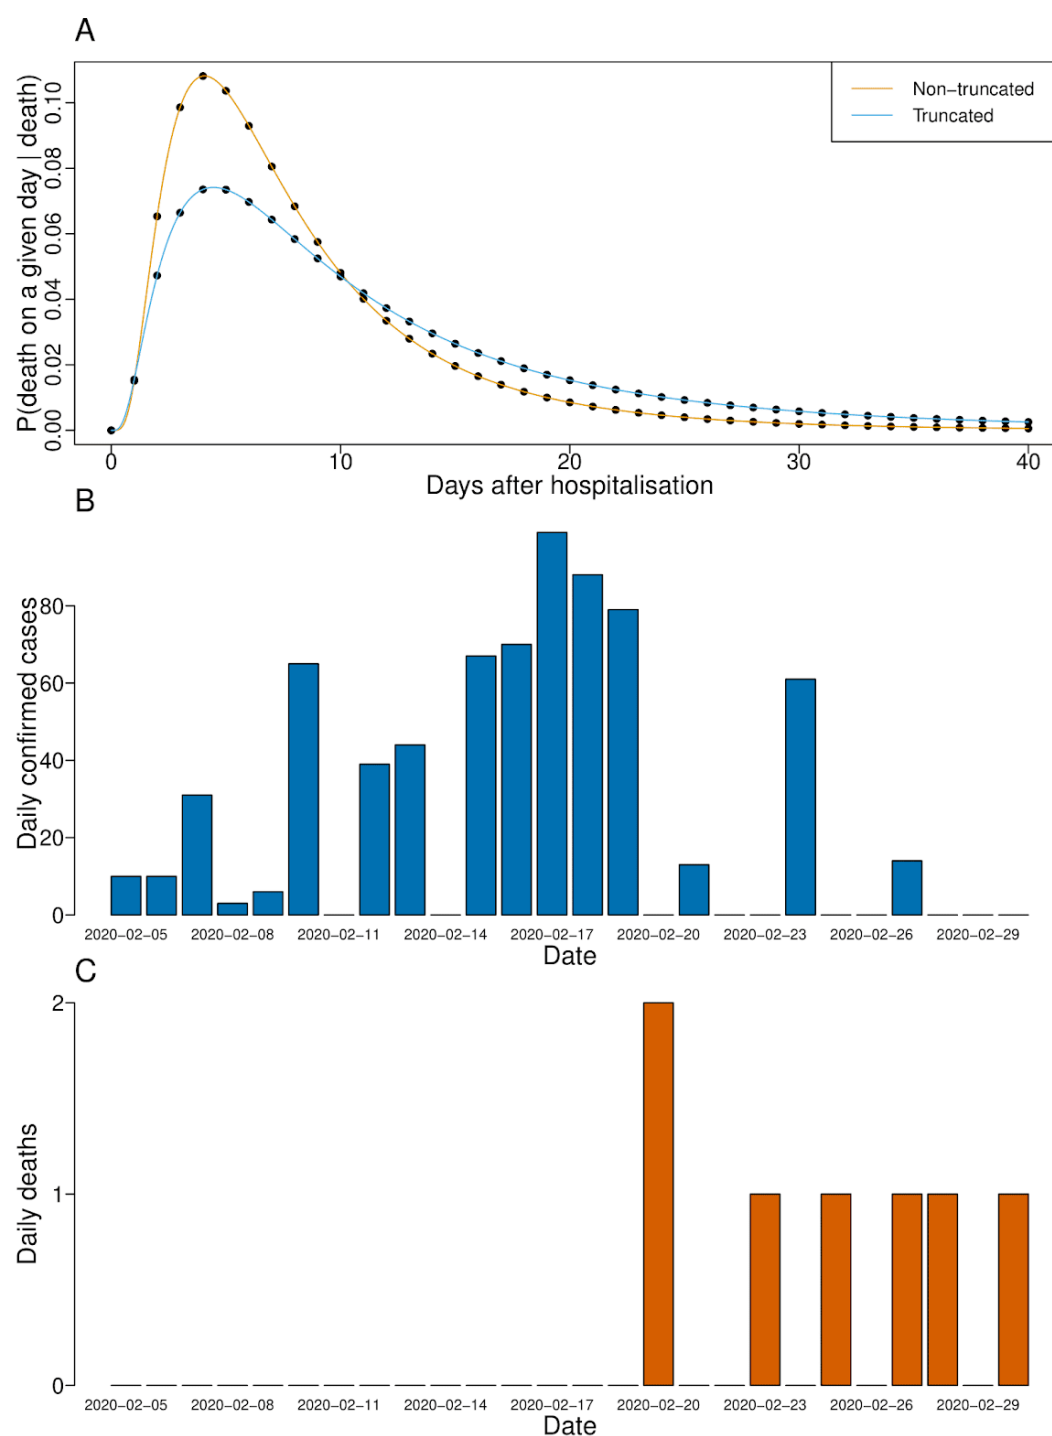 A
P(death on a given day | death)
0.00 0.02 0.04 0.06 0.08 0.10
Non−truncated
Truncated
0 10 20 30 40
Days after hospitalisation
B
Daily confirmed cases
0 20 40 60 80
2020−02−05 2020−02−08 2020−02−11 2020−02−14 2020−02−17 2020−02−20 2020−02−23 2020−02−26 2020−02−29
Date
C
Daily deaths
0 1 2
2020−02−05 2020−02−08 2020−02−11 2020−02−14 2020−02−17 2020−02−20 2020−02−23 2020−02−26 2020−02−29
Date